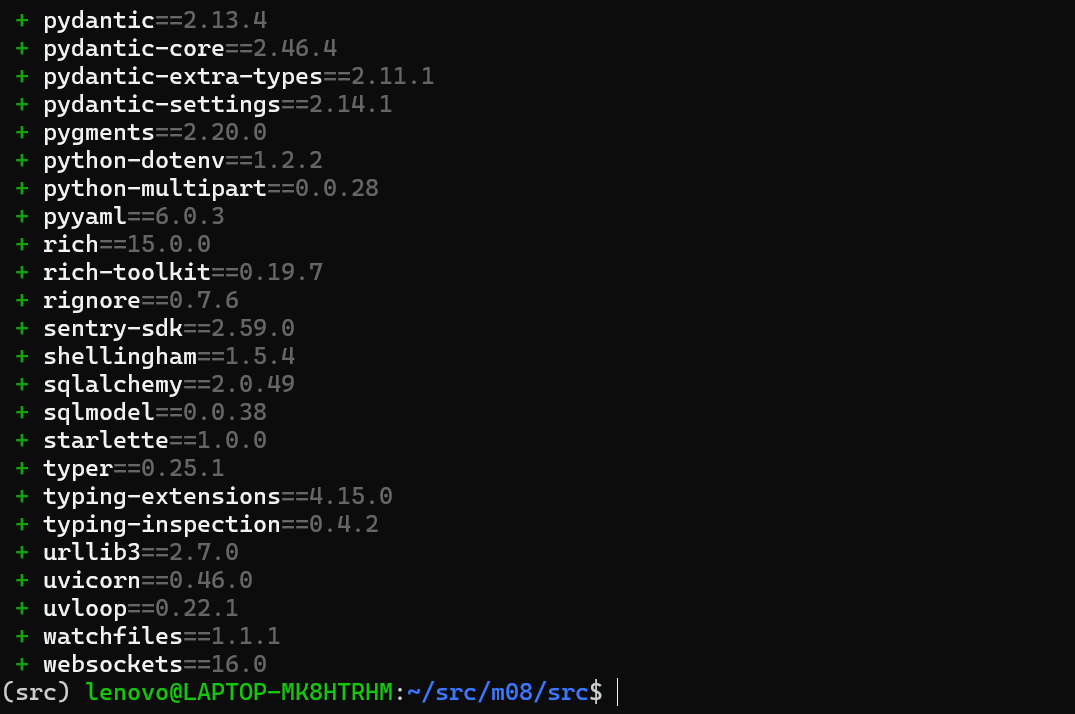 + pydantic==2.13.4
+ pydantic-core==2.46.4
+ pydantic-extra-types==2.11.1
+ pydantic-settings==2.14.1
+ pygments==2.20.0
+ python-dotenv==1.2.2
+ python-multipart==0.0.28
+ pyyaml==6.0.3
+ rich==15.0.0
+ rich-toolkit==0.19.7
+ rignore==0.7.6
+ sentry-sdk==2.59.0
+ shellingham==1.5.4
+ sqlalchemy==2.0.49
+ sqlmodel==0.0.38
+ starlette==1.0.0
+ typer==0.25.1
+ typing-extensions==4.15.0
+ typing-inspection==0.4.2
+ urllib3==2.7.0
+ uvicorn==0.46.0
+ uvloop==0.22.1
+ watchfiles==1.1.1
+ websockets==16.0
(src) lenovo@LAPTOP-MK8HTRHM:~/src/m08/src$